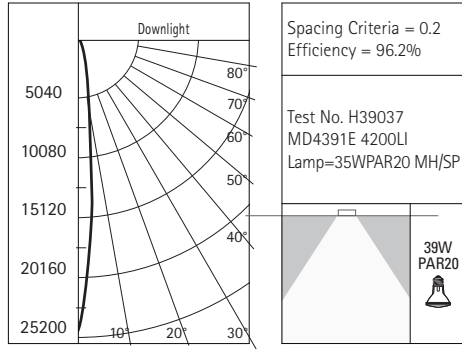 Downlight
5040
10080
15120
20160
25200
80°
70°
60°
50°
40°
10°
20°
30°
Spacing Criteria = 0.2
Efficiency = 96.2%
Test No. H39037
MD4391E 4200LI
Lamp=35WPAR20 MH/SP
39W
PAR20